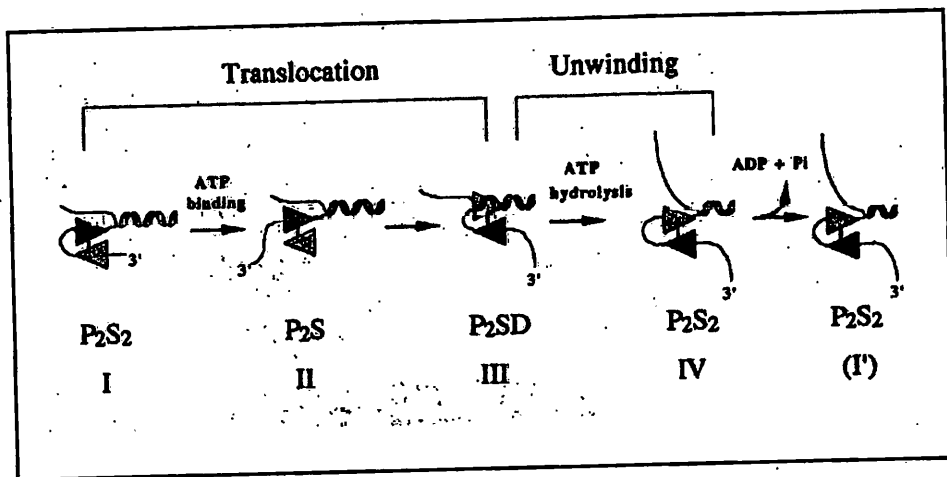 Translocation Unwinding
ATP binding
ATP hydrolysis
ADP + Pi
3'
3'
3'
3'
3'
P₂S₂ P₂S P₂SD P₂S₂ P₂S₂
I II III IV (I')